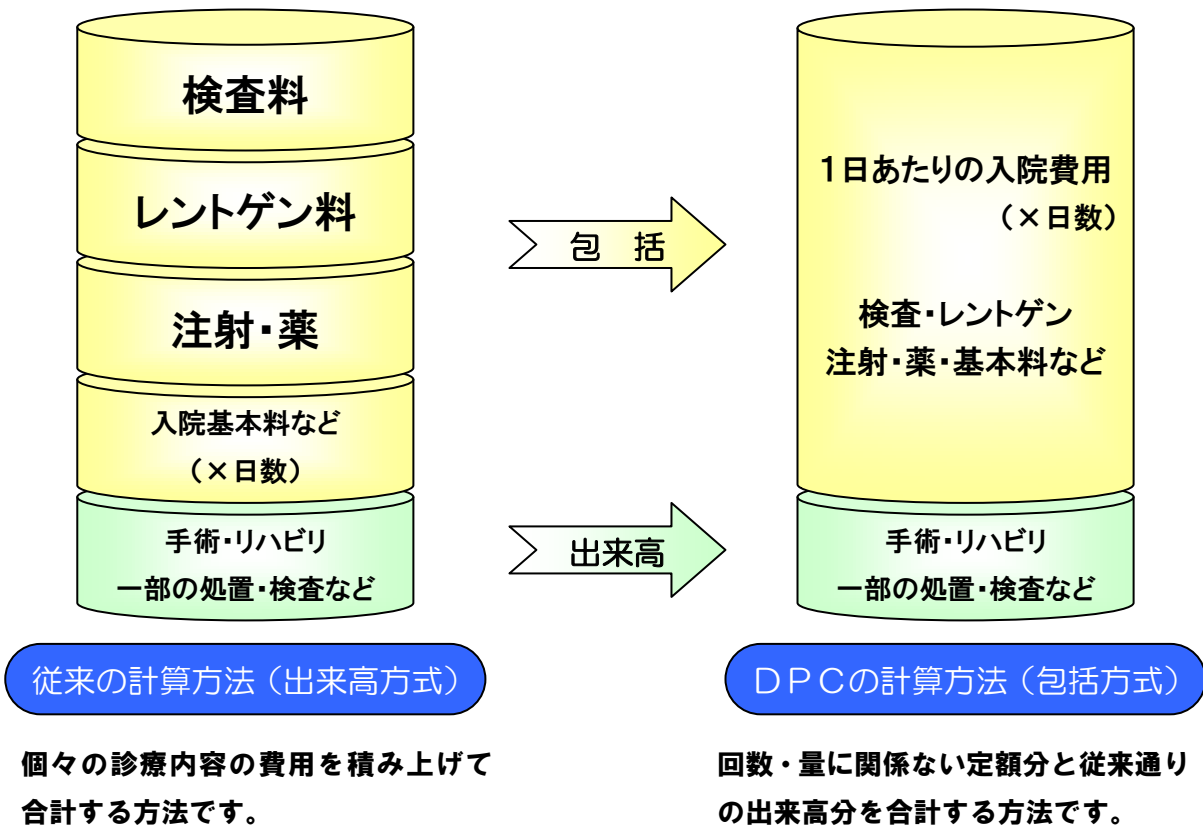 検査料
レントゲン料
注射・薬
入院基本料など
（×日数）
手術・リハビリ
一部の処置・検査など
包　括
出来高
1日あたりの入院費用
（×日数）
検査・レントゲン
注射・薬・基本料など
手術・リハビリ
一部の処置・検査など
従来の計算方法（出来高方式）
個々の診療内容の費用を積み上げて
合計する方法です。
ＤＰＣの計算方法（包括方式）
回数・量に関係ない定額分と従来通り
の出来高分を合計する方法です。